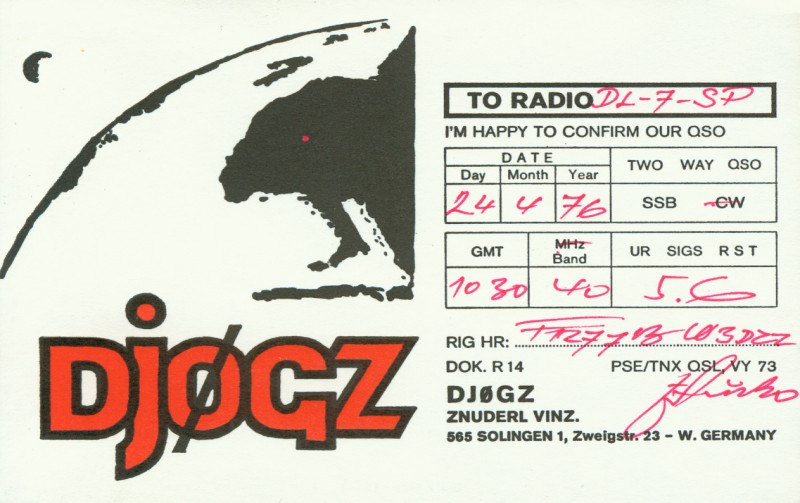 DJØGZ
TO RADIO DL-7-SP
I'M HAPPY TO CONFIRM OUR QSO
DATE
Day Month Year
24 4 76
TWO WAY QSO
SSB CW
GMT MHz Band UR SIGS RST
10 30 40 5.6
RIG HR:
DOK. R 14 PSE/TNX QSL, VY 73
DJØGZ
ZNUDERL VINZ.
565 SOLINGEN 1, Zweigstr. 23 – W. GERMANY